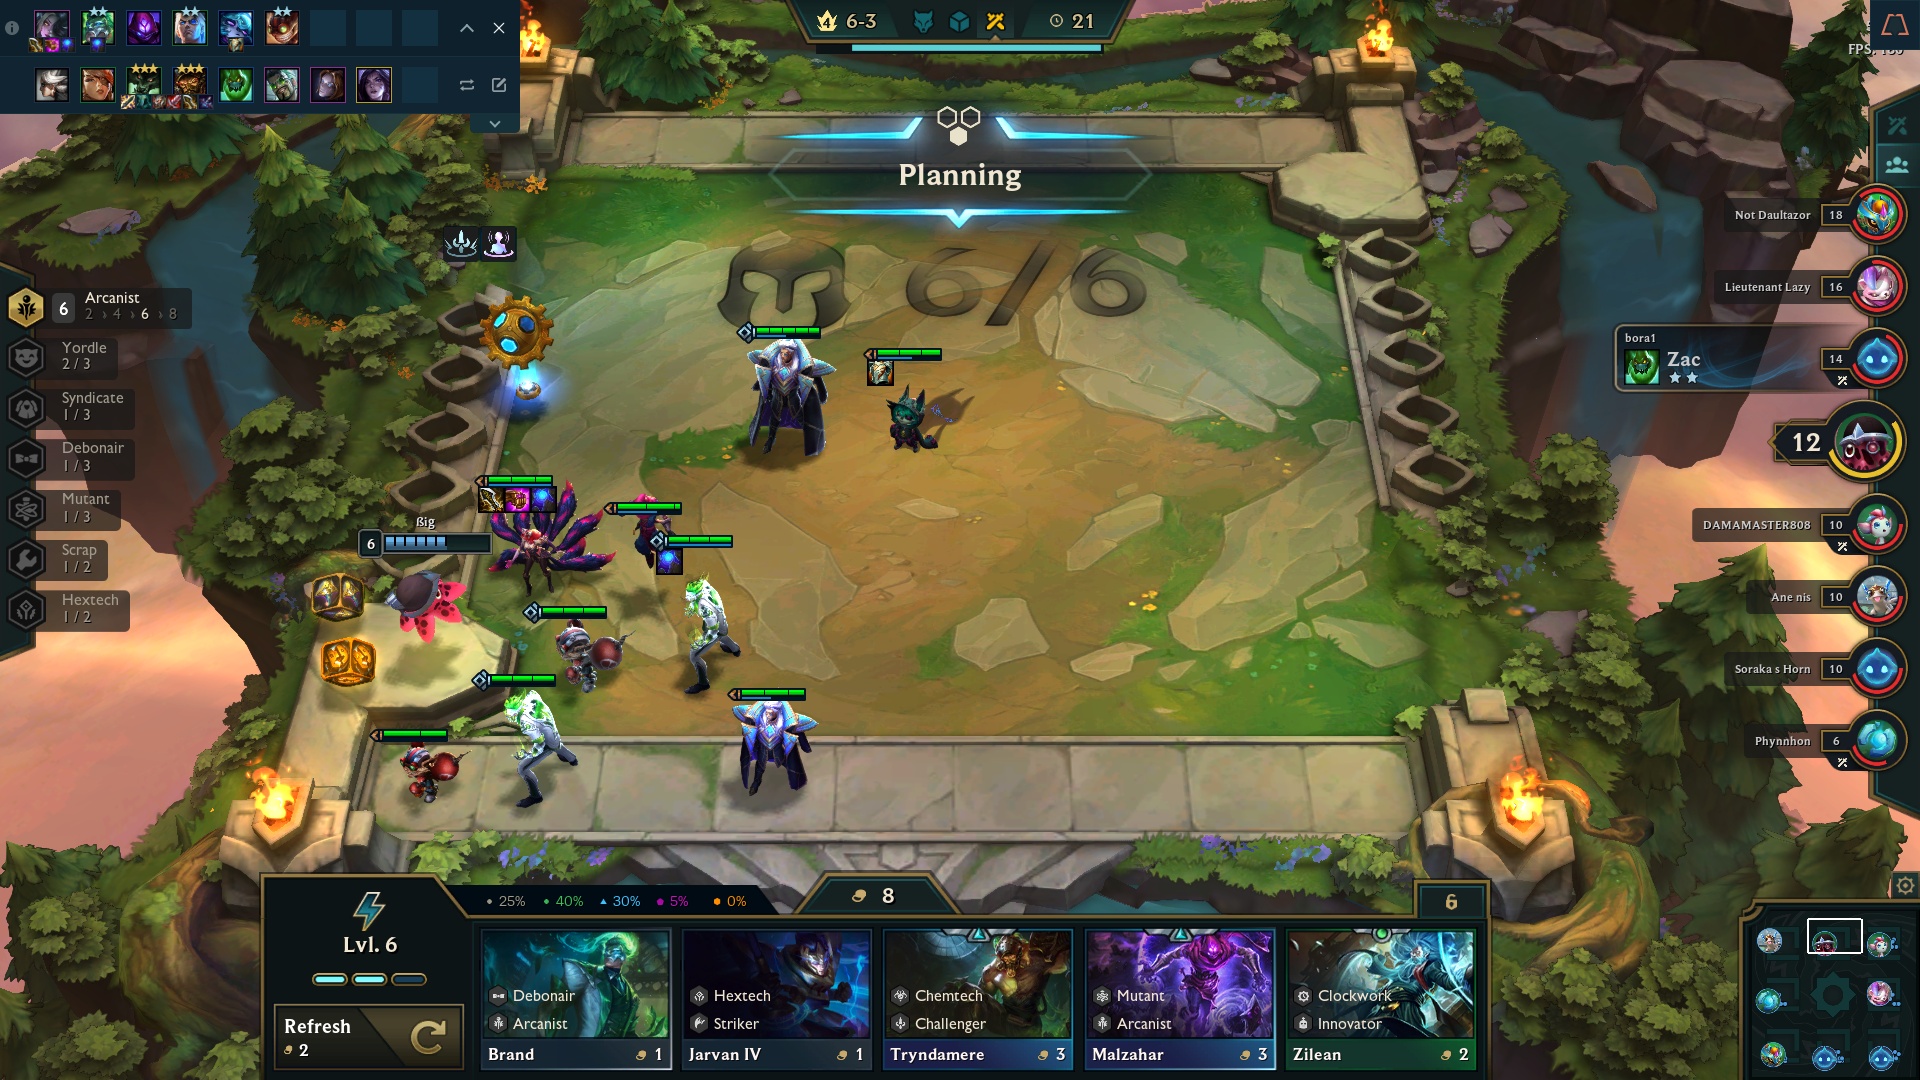 6-3
21
FPS:
Planning
6/6
6
Arcanist
2 › 4 › 6 › 8
Yordle
2 / 3
Syndicate
1 / 3
Debonair
1 / 3
Mutant
1 / 3
Scrap
1 / 2
Hextech
1 / 2
ßig
6
Not Daultazor
18
Lieutenant Lazy
16
bora1
Zac
14
12
DAMAMASTER808
10
Ane nis
10
Soraka s Horn
10
Phynnhon
6
Lvl. 6
Refresh
2
25%
40%
30%
5%
0%
8
6
Debonair
Arcanist
Brand
1
Hextech
Striker
Jarvan IV
1
Chemtech
Challenger
Tryndamere
3
Mutant
Arcanist
Malzahar
3
Clockwork
Innovator
Zilean
2